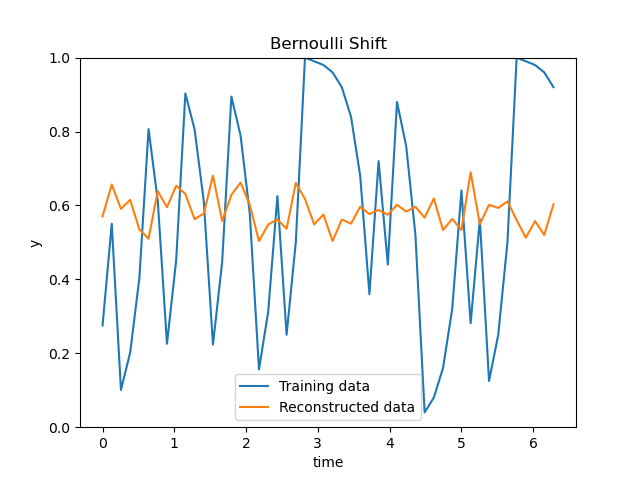 Bernoulli Shift
1.0
0.8
0.6
0.4
0.2
0.0
y
0 1 2 3 4 5 6
time
Training data
Reconstructed data